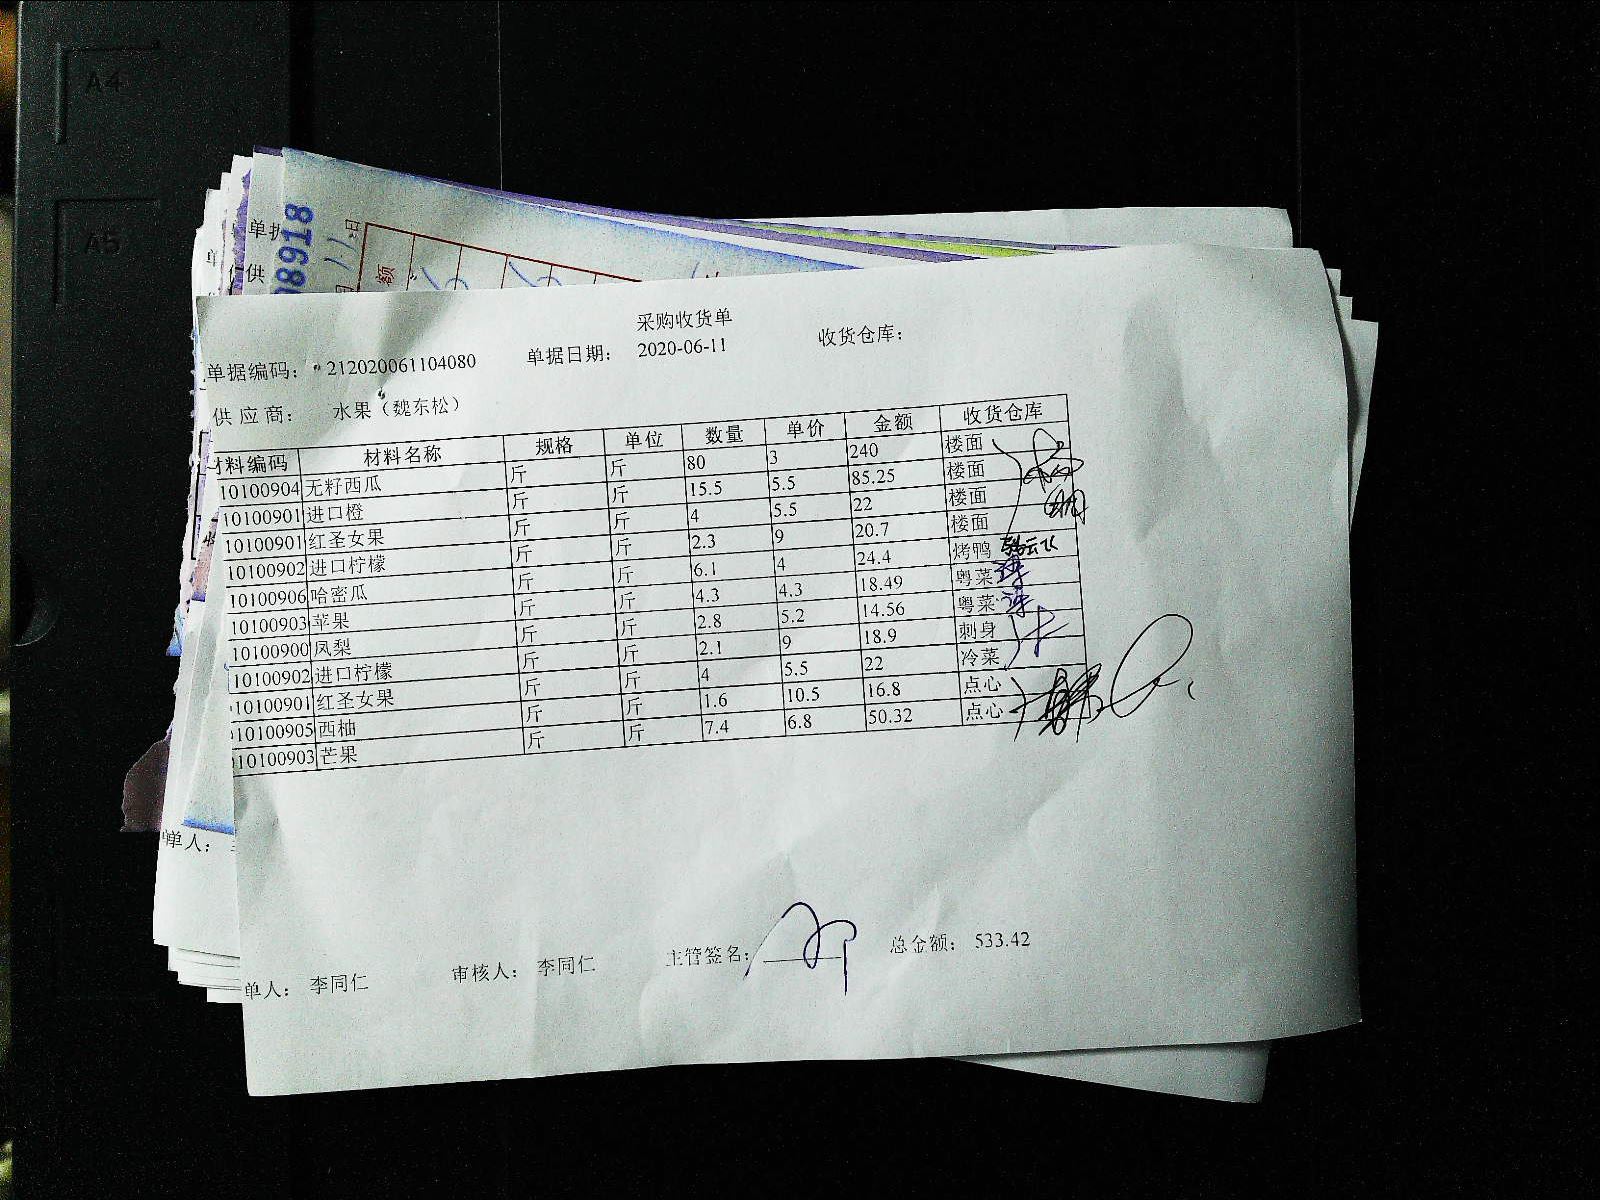 A4
A5
单据
供
08918
11日
额
采购收货单
单据编码: 212020061104080 单据日期: 2020-06-11 收货仓库:
供应商: 水果（魏东松）
材料编码 材料名称 规格 单位 数量 单价 金额 收货仓库
10100904 无籽西瓜 斤 斤 80 3 240 楼面
10100901 进口橙 斤 斤 15.5 5.5 85.25 楼面
10100901 红圣女果 斤 斤 4 5.5 22 楼面
10100902 进口柠檬 斤 斤 2.3 9 20.7 楼面
10100906 哈密瓜 斤 斤 6.1 4 24.4 烤鸭
10100903 苹果 斤 斤 4.3 4.3 18.49 粤菜
10100900 凤梨 斤 斤 2.8 5.2 14.56 粤菜
10100902 进口柠檬 斤 斤 2.1 9 18.9 刺身
10100901 红圣女果 斤 斤 4 5.5 22 冷菜
10100905 西柚 斤 斤 1.6 10.5 16.8 点心
10100903 芒果 斤 斤 7.4 6.8 50.32 点心
单人:
单人: 李同仁 审核人: 李同仁 主管签名: 总金额: 533.42